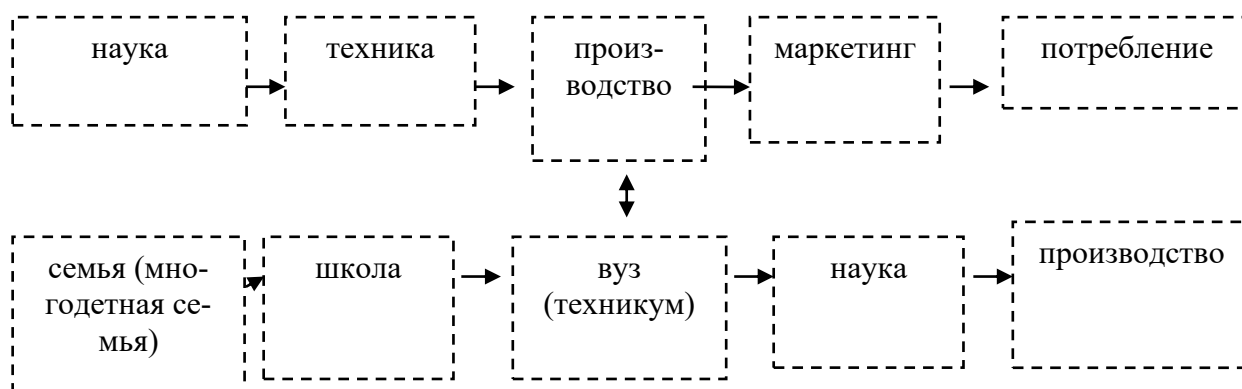 наука
техника
произ-
водство
маркетинг
потребление
семья (мно-
годетная се-
мья)
школа
вуз
(техникум)
наука
производство